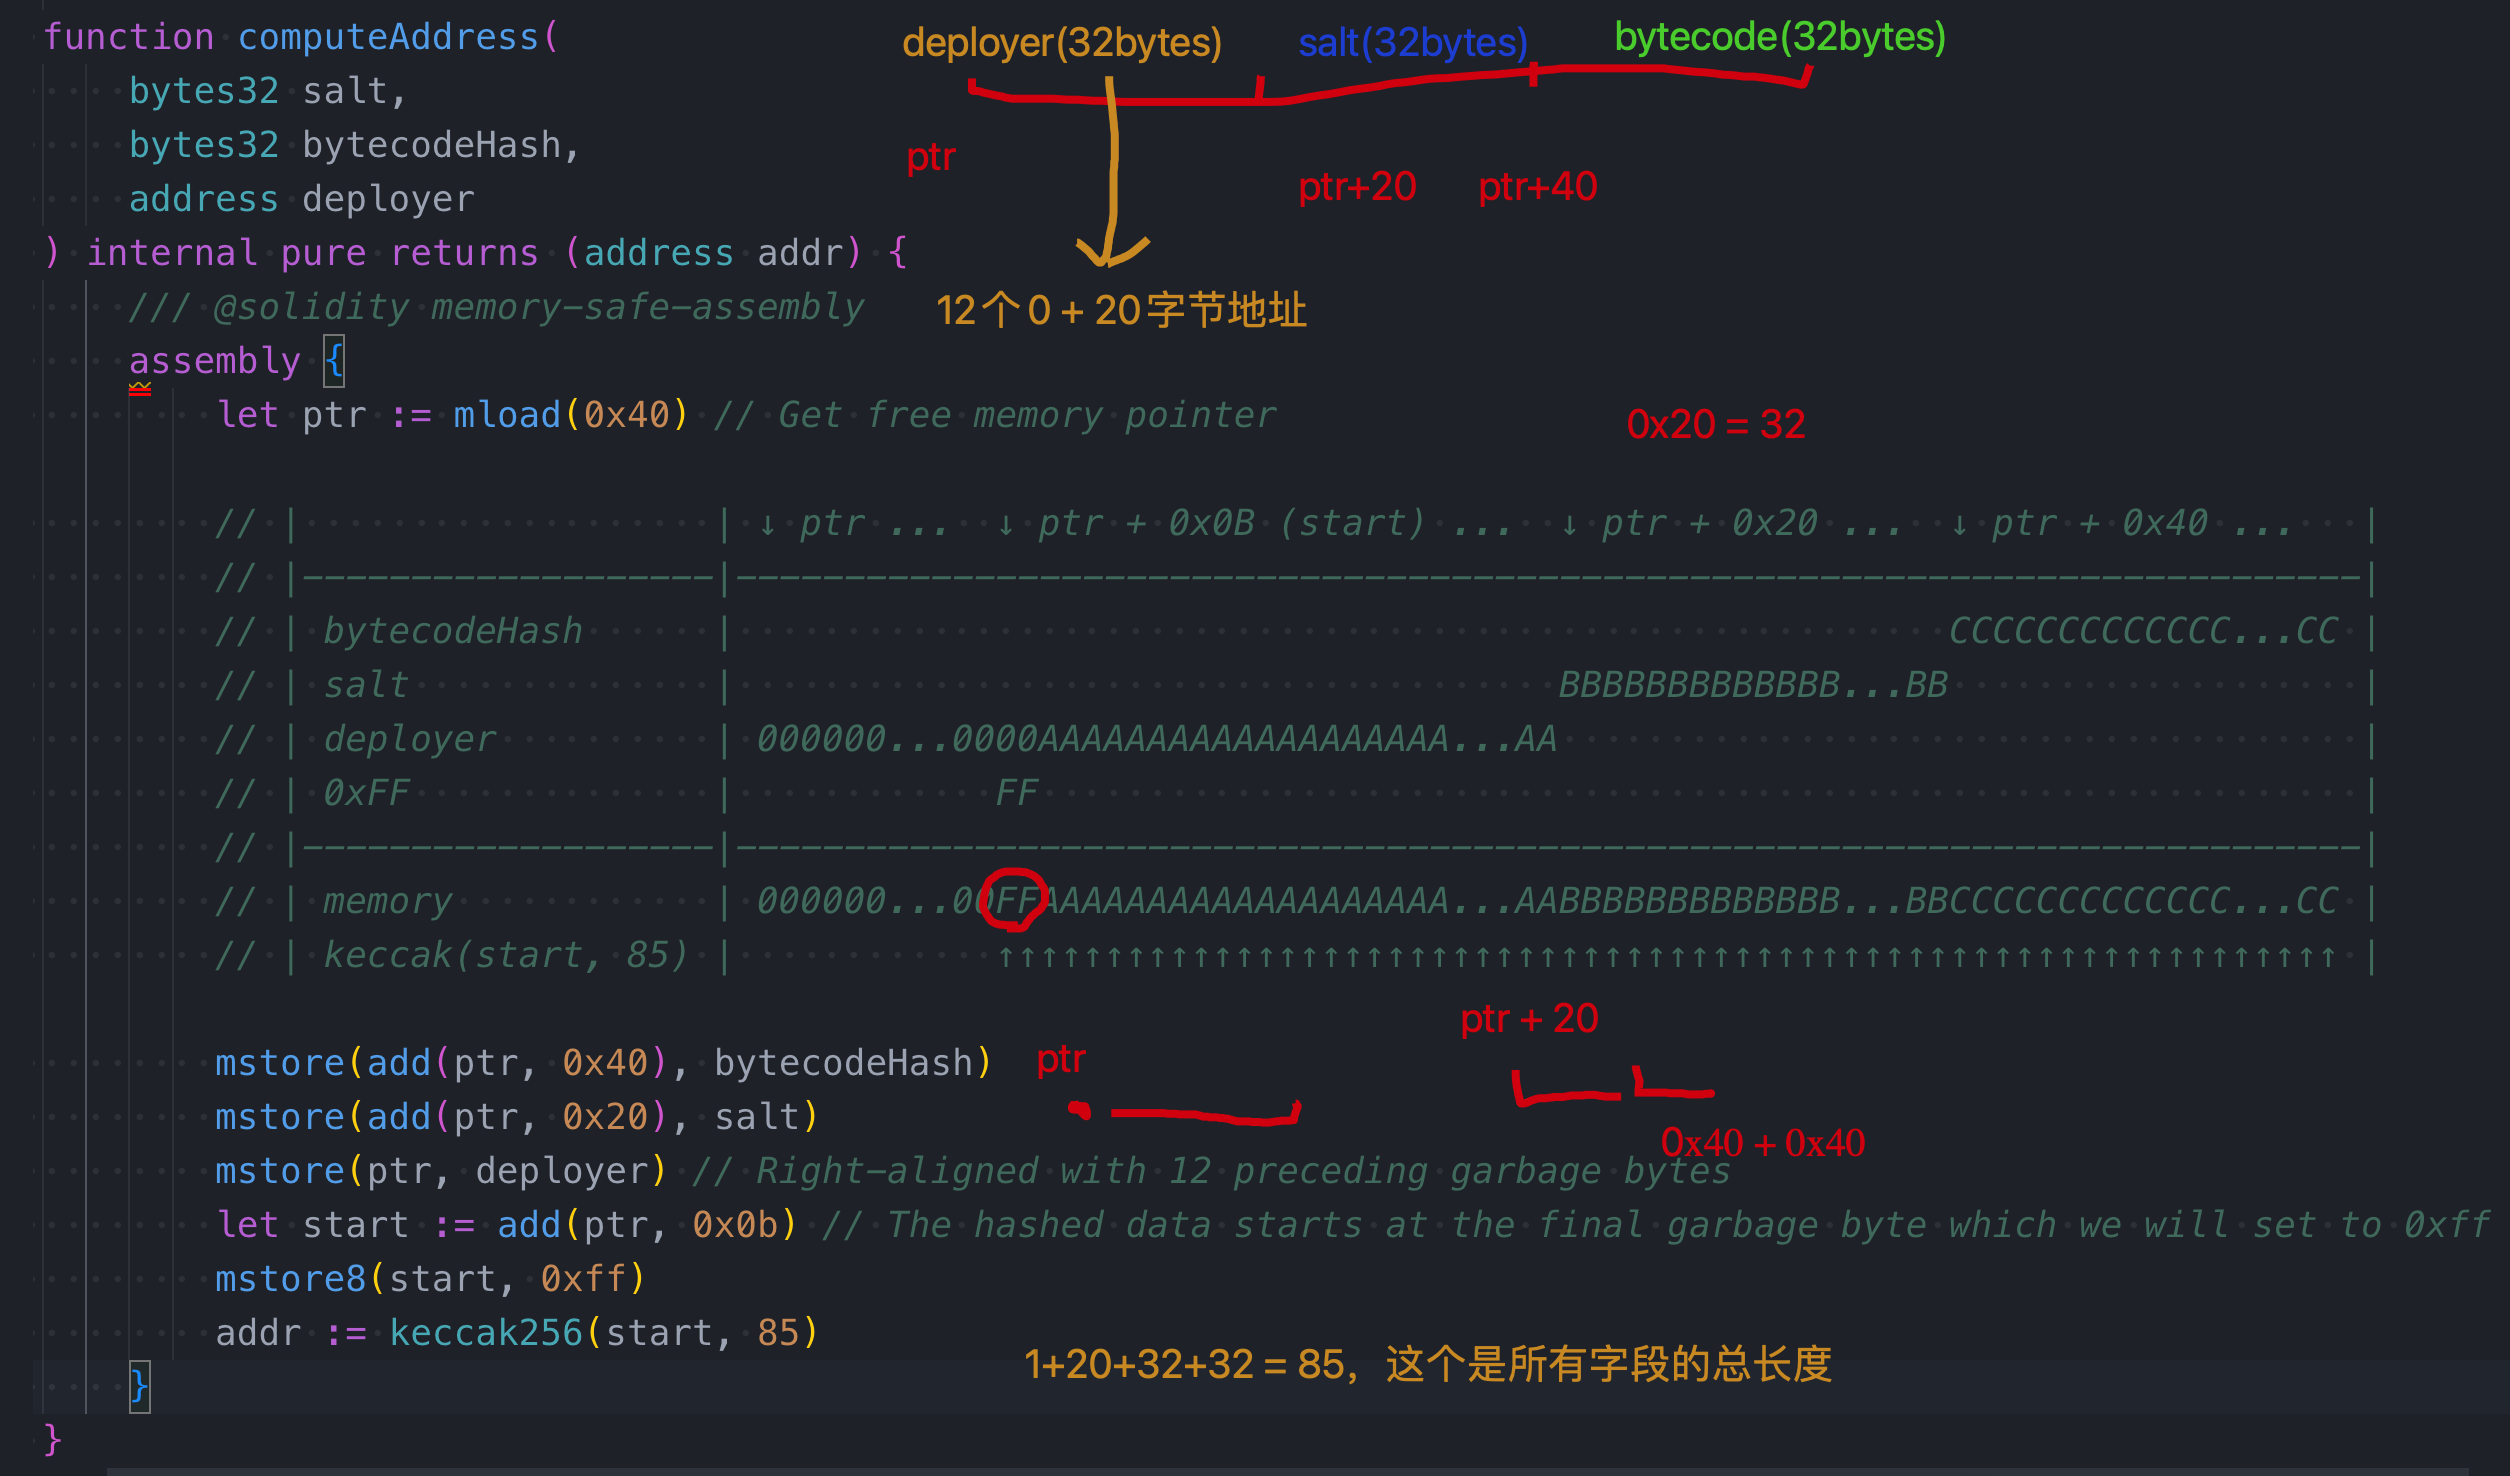 function computeAddress(
deployer(32bytes) salt(32bytes) bytecode(32bytes)
bytes32 salt,
bytes32 bytecodeHash,
ptr ptr+20 ptr+40
address deployer
) internal pure returns (address addr) {
/// @solidity memory-safe-assembly
12个 0 + 20 字节地址
assembly {
let ptr := mload(0x40) // Get free memory pointer
0x20 = 32
// | | ↓ ptr ... ↓ ptr + 0x0B (start) ... ↓ ptr + 0x20 ... ↓ ptr + 0x40 ... |
// |-------------------|---------------------------------------------------------------------------|
// | bytecodeHash | CCCCCCCCCCCCC...CC |
// | salt | BBBBBBBBBBBBB...BB |
// | deployer | 000000...0000AAAAAAAAAAAAAAAAAAA...AA |
// | 0xFF | FF |
// |-------------------|---------------------------------------------------------------------------|
// | memory | 000000...00FFAAAAAAAAAAAAAAAAAAA...AABBBBBBBBBBBBB...BBCCCCCCCCCCCCC...CC |
// | keccak(start, 85) | ↑↑↑↑↑↑↑↑↑↑↑↑↑↑↑↑↑↑↑↑↑↑↑↑↑↑↑↑↑↑↑↑↑↑↑↑↑↑↑↑↑↑↑↑↑↑↑↑↑↑↑↑↑↑↑↑↑↑↑↑↑↑ |
ptr + 20
mstore(add(ptr, 0x40), bytecodeHash) ptr
mstore(add(ptr, 0x20), salt)
0x40 + 0x40
mstore(ptr, deployer) // Right-aligned with 12 preceding garbage bytes
let start := add(ptr, 0x0b) // The hashed data starts at the final garbage byte which we will set to 0xff
mstore8(start, 0xff)
addr := keccak256(start, 85)
1+20+32+32 = 85，这个是所有字段的总长度
}
}